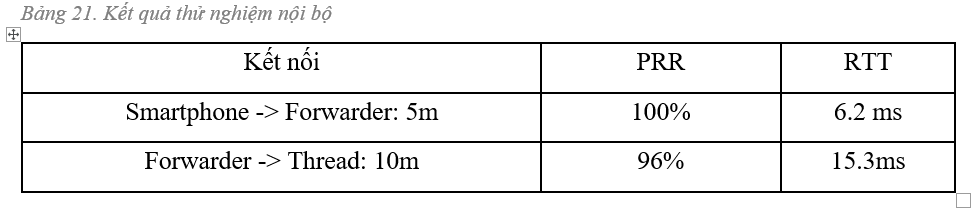 Bảng 21. Kết quả thử nghiệm nội bộ
Kết nối PRR RTT
Smartphone -> Forwarder: 5m 100% 6.2 ms
Forwarder -> Thread: 10m 96% 15.3ms